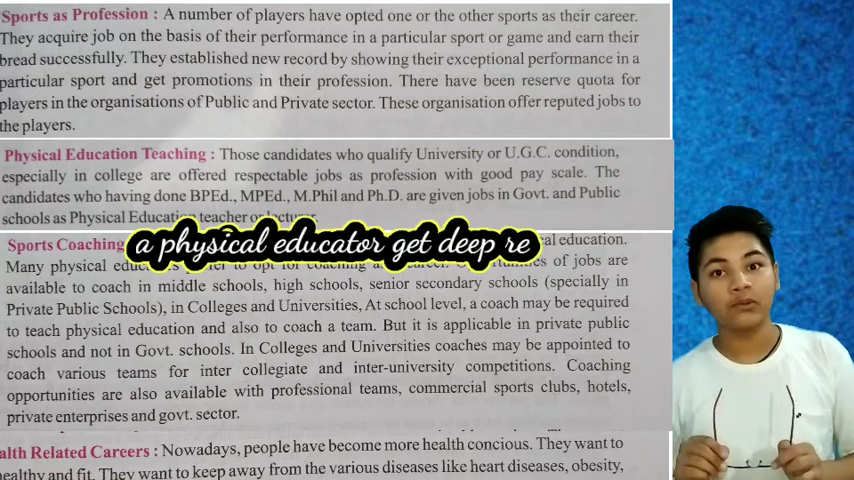 Sports as Profession : A number of players have opted one or the other sports as their career.
They acquire job on the basis of their performance in a particular sport or game and earn their
bread successfully. They established new record by showing their exceptional performance in a
particular sport and get promotions in their profession. There have been reserve quota for
players in the organisations of Public and Private sector. These organisation offer reputed jobs to
the players.
Physical Education Teaching : Those candidates who qualify University or U.G.C. condition,
especially in college are offered respectable jobs as profession with good pay scale. The
candidates who having done BPEd., MPEd., M.Phil and Ph.D. are given jobs in Govt. and Public
schools as Physical Education teacher or lecturer.
a physical educator get deep re
Sports Coaching education.
Many physical to opt for coaching of jobs are
available to coach in middle schools, high schools, senior secondary schools (specially in
Private Public Schools), in Colleges and Universities, At school level, a coach may be required
to teach physical education and also to coach a team. But it is applicable in private public
schools and not in Govt. schools. In Colleges and Universities coaches may be appointed to
coach various teams for inter collegiate and inter-university competitions. Coaching
opportunities are also available with professional teams, commercial sports clubs, hotels,
private enterprises and govt. sector.
alth Related Careers : Nowadays, people have become more health concious. They want to
healthy and fit. They want to keep away from the various diseases like heart diseases, obesity,